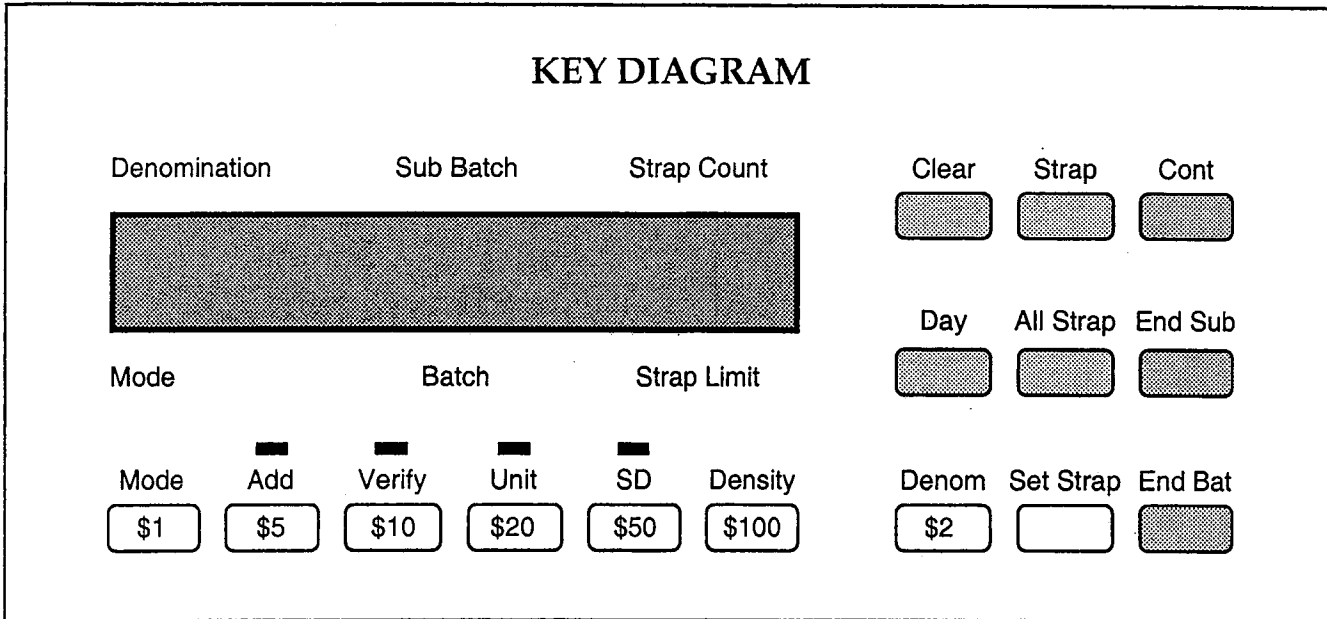 KEY DIAGRAM
Denomination Sub Batch Strap Count
Clear Strap Cont
Day All Strap End Sub
Mode Batch Strap Limit
Mode Add Verify Unit SD Density
$1 $5 $10 $20 $50 $100
Denom Set Strap End Bat
$2